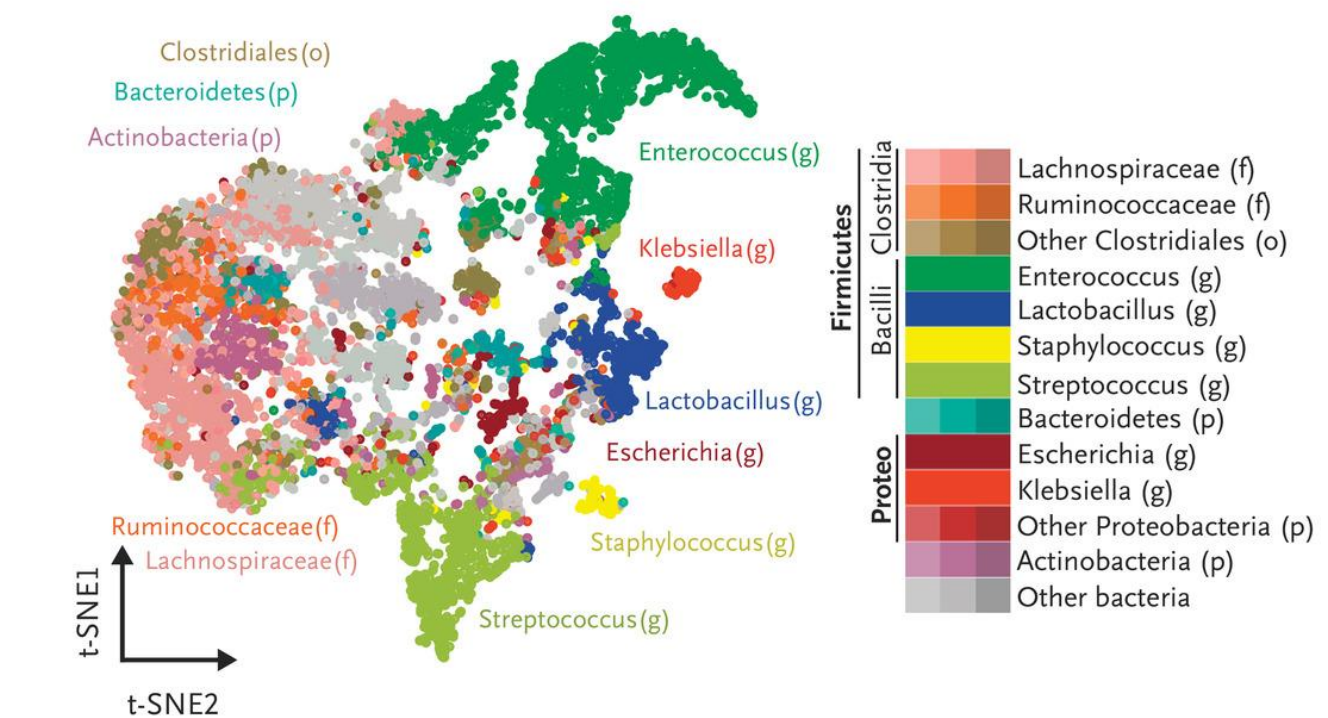 Clostridiales (o)
Bacteroidetes (p)
Actinobacteria (p)
Enterococcus (g)
Klebsiella (g)
Lactobacillus (g)
Escherichia (g)
Staphylococcus (g)
Streptococcus (g)
Ruminococcaceae (f)
Lachnospiraceae (f)
t-SNE1
t-SNE2
Firmicutes
Clostridia
Bacilli
Proteo
Lachnospiraceae (f)
Ruminococcaceae (f)
Other Clostridiales (o)
Enterococcus (g)
Lactobacillus (g)
Staphylococcus (g)
Streptococcus (g)
Bacteroidetes (p)
Escherichia (g)
Klebsiella (g)
Other Proteobacteria (p)
Actinobacteria (p)
Other bacteria